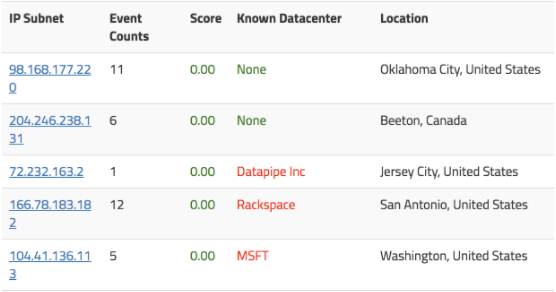 IP Subnet Event Counts Score Known Datacenter Location
98.168.177.220 11 0.00 None Oklahoma City, United States
204.246.238.131 6 0.00 None Beeton, Canada
72.232.163.2 1 0.00 Datapipe Inc Jersey City, United States
166.78.183.182 12 0.00 Rackspace San Antonio, United States
104.41.136.113 5 0.00 MSFT Washington, United States